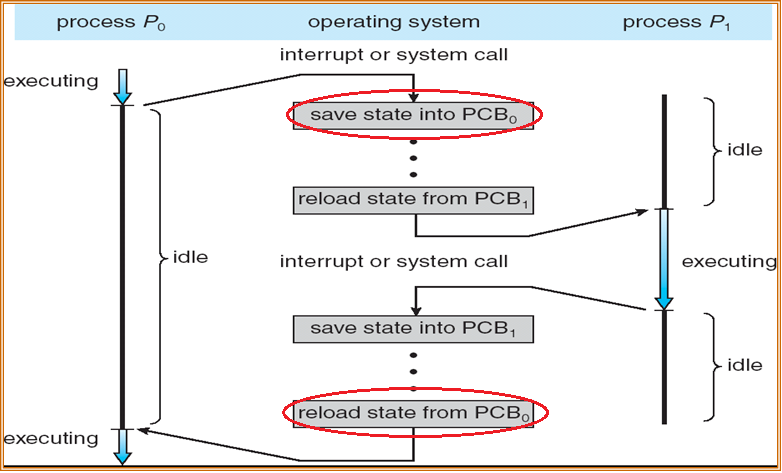 process P0 operating system process P1
interrupt or system call
executing
save state into PCB0
idle
reload state from PCB1
idle
interrupt or system call
executing
save state into PCB1
idle
reload state from PCB0
executing